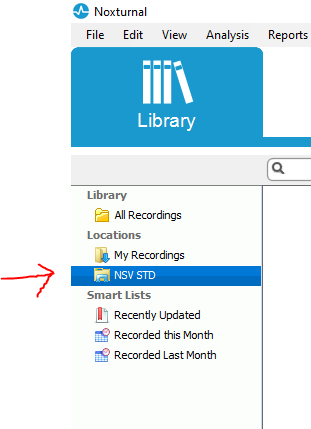 Noxturnal
File Edit View Analysis Reports
Library
Library
All Recordings
Locations
My Recordings
NSV STD
Smart Lists
Recently Updated
Recorded this Month
Recorded Last Month